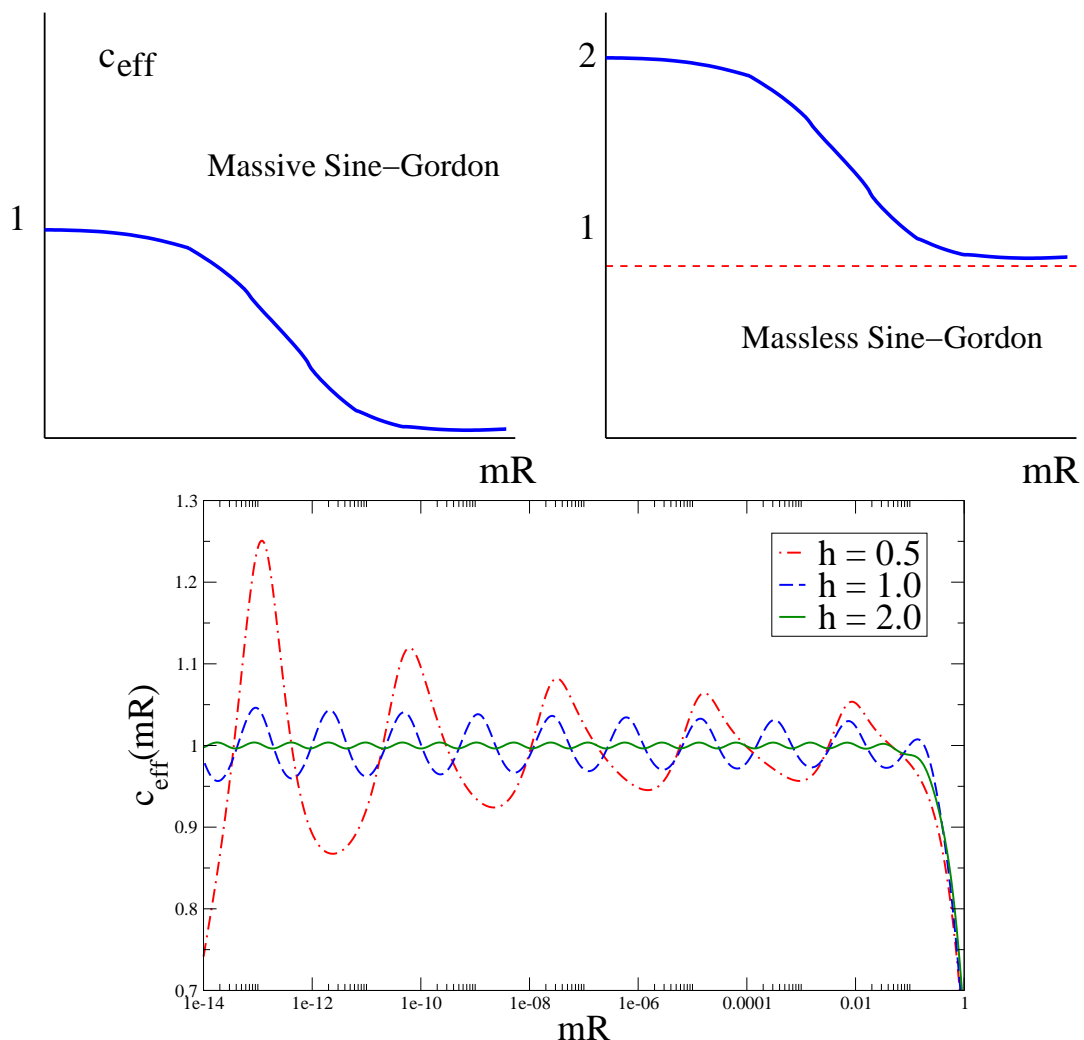 c_eff
Massive Sine−Gordon
1
mR
2
1
Massless Sine−Gordon
mR
1.3
1.2
1.1
1
0.9
0.8
0.7
c_eff(mR)
h = 0.5
h = 1.0
h = 2.0
1e-14
1e-12
1e-10
1e-08
1e-06
0.0001
0.01
1
mR